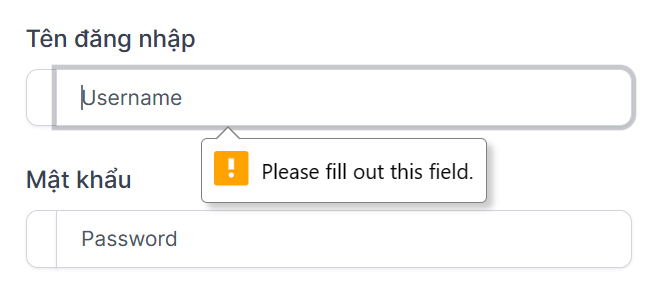 Tên đăng nhập
Username
Please fill out this field.
Mật khẩu
Password